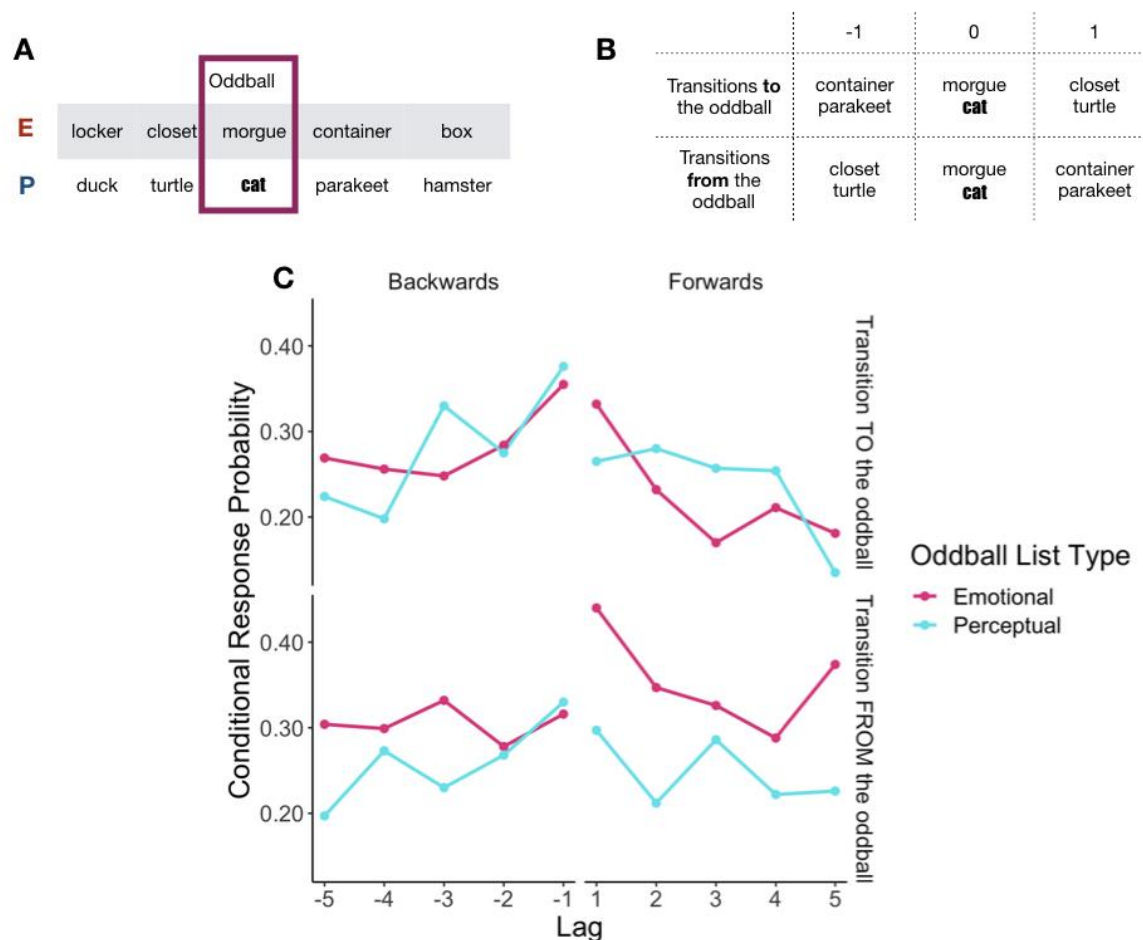 A
Oddball
E locker closet morgue container box
P duck turtle cat parakeet hamster
B
-1 0 1
Transitions to the oddball
container parakeet
morgue cat
closet turtle
Transitions from the oddball
closet turtle
morgue cat
container parakeet
C
Backwards Forwards
Conditional Response Probability
0.40
0.30
0.20
0.40
0.30
0.20
Transition TO the oddball
Transition FROM the oddball
-5 -4 -3 -2 -1 1 2 3 4 5
Lag
Oddball List Type
Emotional
Perceptual